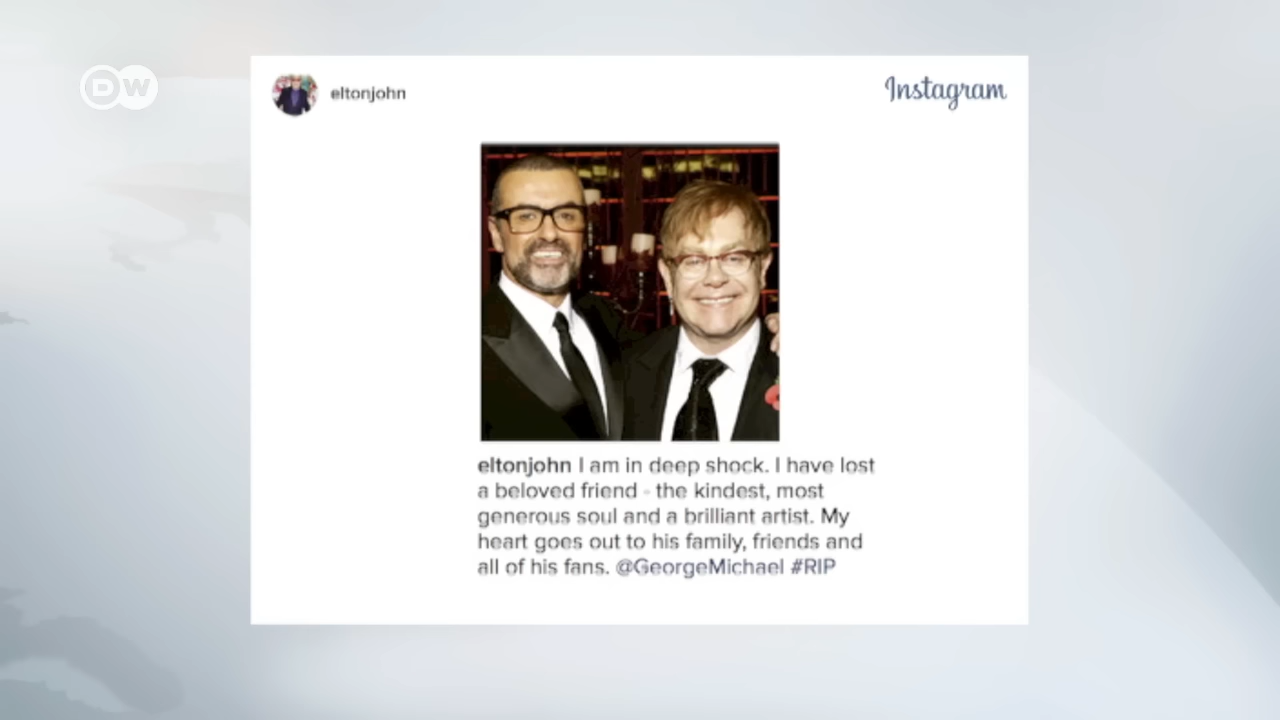 DW
eltonjohn
Instagram
eltonjohn I am in deep shock. I have lost
a beloved friend - the kindest, most
generous soul and a brilliant artist. My
heart goes out to his family, friends and
all of his fans. @GeorgeMichael #RIP